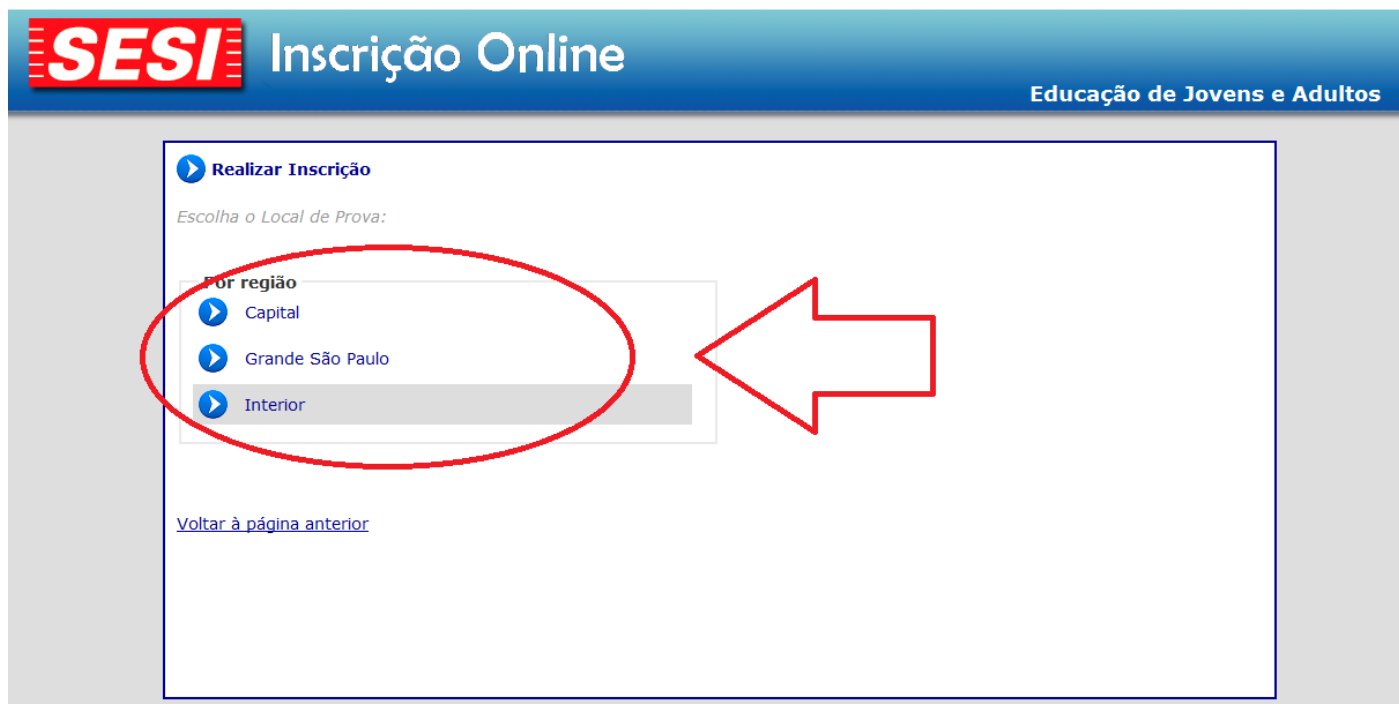 SESI Inscrição Online
Educação de Jovens e Adultos
Realizar Inscrição
Escolha o Local de Prova:
Por região
Capital
Grande São Paulo
Interior
Voltar à página anterior